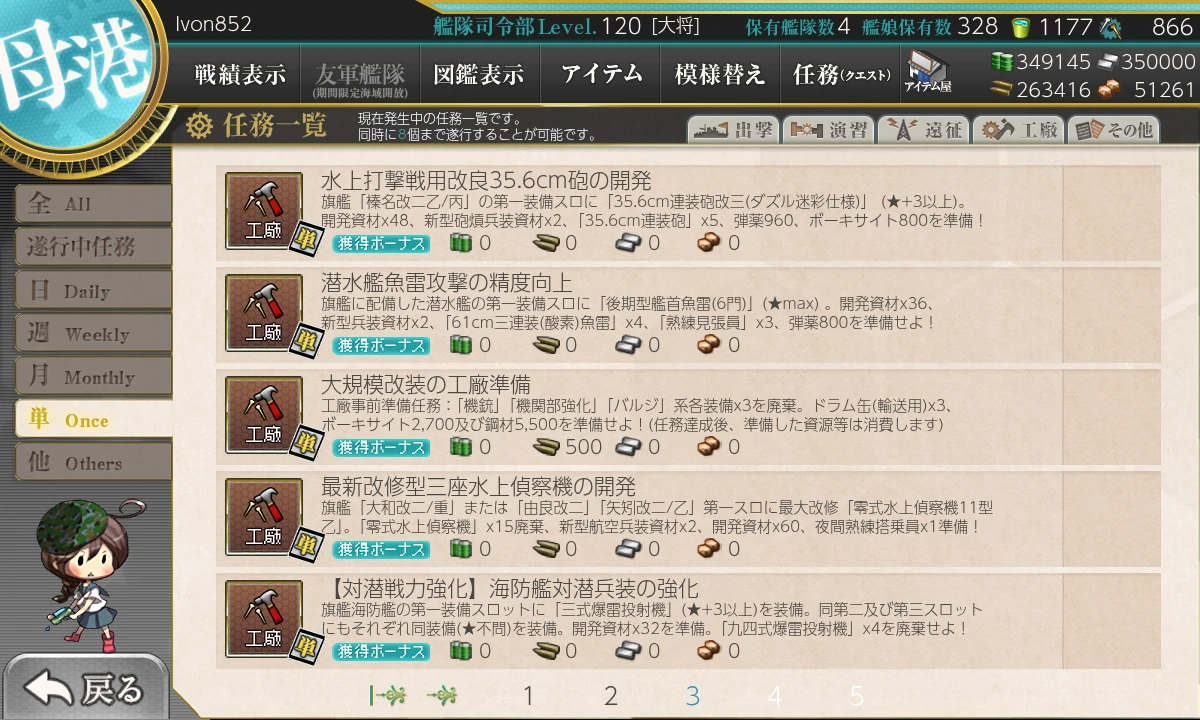 母港
Ivon852
艦隊司令部Level.120 [大将]
保有艦隊数4 艦娘保有数328 1177 866
戦績表示
友軍艦隊
(期間限定海域開放)
図鑑表示
アイテム
模様替え
任務(クエスト)
アイテム屋
349145 350000
263416 51261
任務一覧
現在発生中の任務一覧です。
同時に8個まで遂行することが可能です。
出撃 演習 遠征 工廠 その他
全 All
遂行中任務
日 Daily
週 Weekly
月 Monthly
単 Once
他 Others
戻る
工廠 単
水上打撃戦用改良35.6cm砲の開発
旗艦「榛名改二乙/丙」の第一装備スロに「35.6cm連装砲改三(ダズル迷彩仕様)」(★+3以上)。
開発資材x48、新型砲熕兵装資材x2、「35.6cm連装砲」x5、弾薬960、ボーキサイト800を準備せよ！
獲得ボーナス 0 0 0 0
工廠 単
潜水艦魚雷攻撃の精度向上
旗艦に配備した潜水艦の第一装備スロに「後期型艦首魚雷(6門)」(★max) 。開発資材x36、
新型兵装資材x2、「61cm三連装(酸素)魚雷」x4、「熟練見張員」x3、弾薬800を準備せよ！
獲得ボーナス 0 0 0 0
工廠 単
大規模改装の工廠準備
工廠事前準備任務：「機銃」「機関部強化」「バルジ」系各装備x3を廃棄。ドラム缶(輸送用)x3、
ボーキサイト2,700及び鋼材5,500を準備せよ！(任務達成後、準備した資源等は消費します)
獲得ボーナス 0 500 0 0
工廠 単
最新改修型三座水上偵察機の開発
旗艦「大和改二/重」または「由良改二」「矢矧改二/乙」第一スロに最大改修「零式水上偵察機11型
乙」。「零式水上偵察機」x15廃棄、新型航空兵装資材x2、開発資材x60、夜間熟練搭乗員x1準備！
獲得ボーナス 0 0 0 0
工廠 単
【対潜戦力強化】海防艦対潜兵装の強化
旗艦海防艦の第一装備スロットに「三式爆雷投射機」(★+3以上)を装備。同第二及び第三スロット
にもそれぞれ同装備(★不問)を装備。開発資材x32を準備。「九四式爆雷投射機」x4を廃棄せよ！
獲得ボーナス 0 0 0 0
1 2 3 4 5